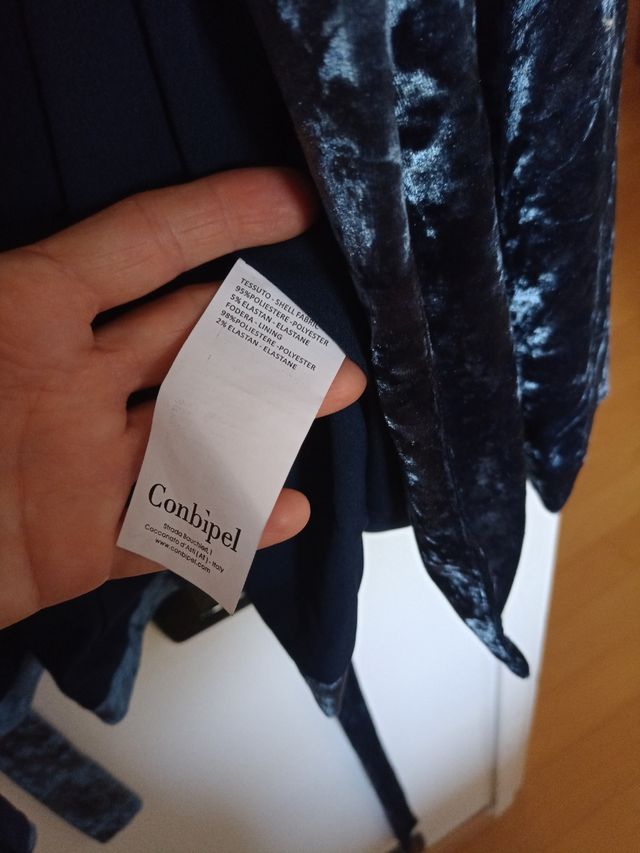 TESSUTO - SHELL FABRIC
95%POLIESTERE -POLYESTER
5% ELASTAN - ELASTANE
FODERA - LINING
98%POLIESTERE -POLYESTER
2% ELASTAN - ELASTANE
Conbìpel
Strada Bauchieri, 1
Cocconato d'Asti (AT) - Italy
www.conbipel.com